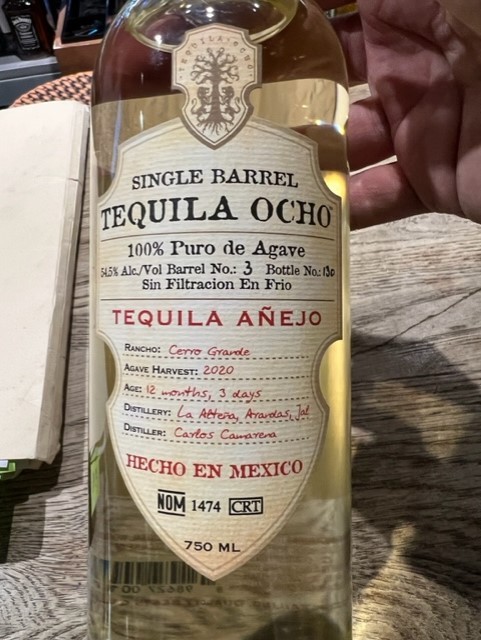 TEQUILA OCHO
SINGLE BARREL
TEQUILA OCHO
100% Puro de Agave
54.5% Alc./Vol Barrel No.: 3 Bottle No.: 130
Sin Filtracion En Frio
TEQUILA AÑEJO
RANCHO: Cerro Grande
AGAVE HARVEST: 2020
AGE: 12 months, 3 days
DISTILLERY: La Alteña, Arandas, Jal
DISTILLER: Carlos Camarena
HECHO EN MEXICO
NOM 1474 CRT
750 ML